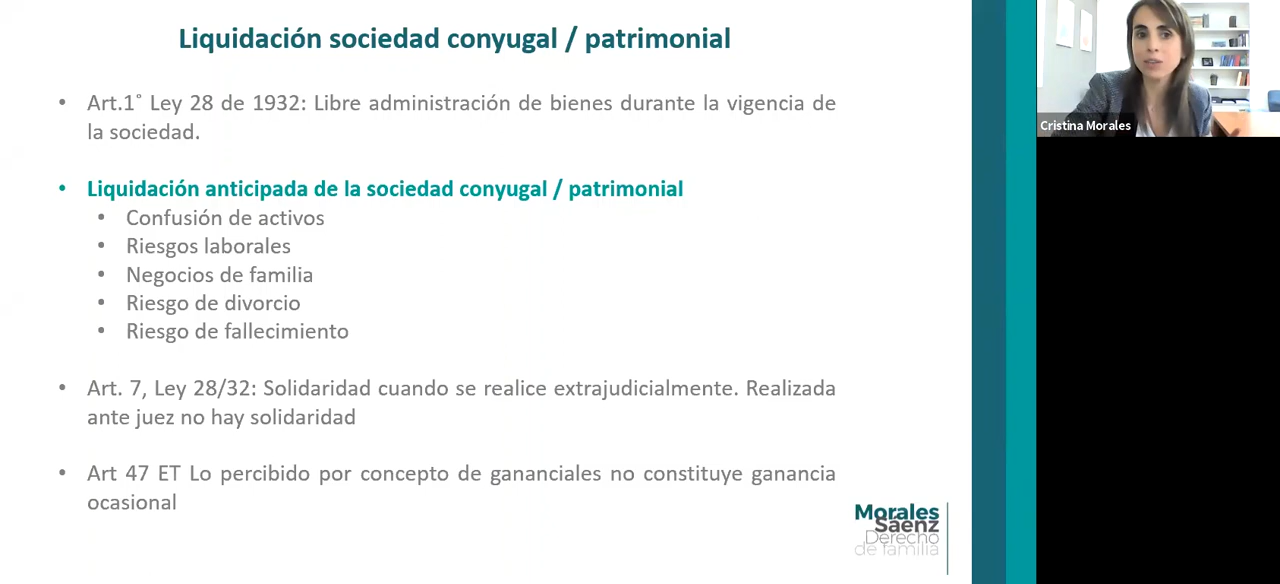 Liquidación sociedad conyugal / patrimonial
• Art.1° Ley 28 de 1932: Libre administración de bienes durante la vigencia de
la sociedad.
• Liquidación anticipada de la sociedad conyugal / patrimonial
• Confusión de activos
• Riesgos laborales
• Negocios de familia
• Riesgo de divorcio
• Riesgo de fallecimiento
• Art. 7, Ley 28/32: Solidaridad cuando se realice extrajudicialmente. Realizada
ante juez no hay solidaridad
• Art 47 ET Lo percibido por concepto de gananciales no constituye ganancia
ocasional
Morales
Sáenz
Derecho
de familia
Cristina Morales